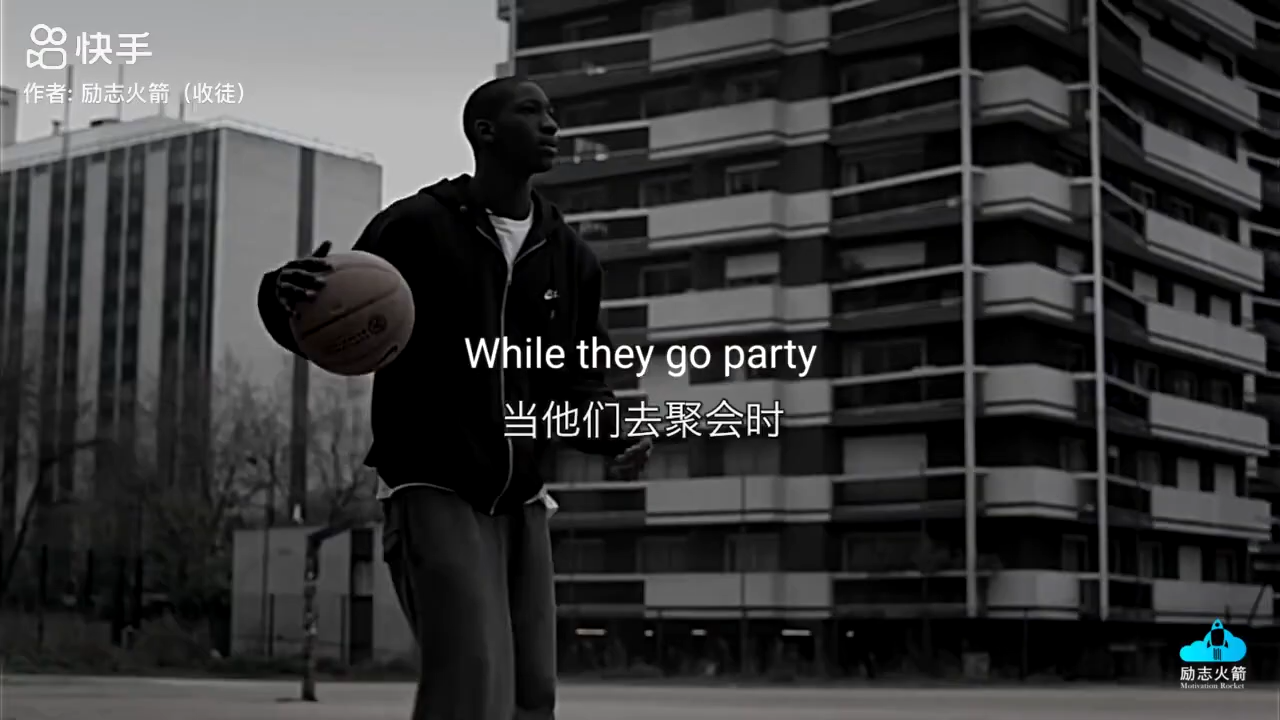 快手
作者: 励志火箭（收徒）
While they go party
当他们去聚会时
励志火箭
Motivation Rocket